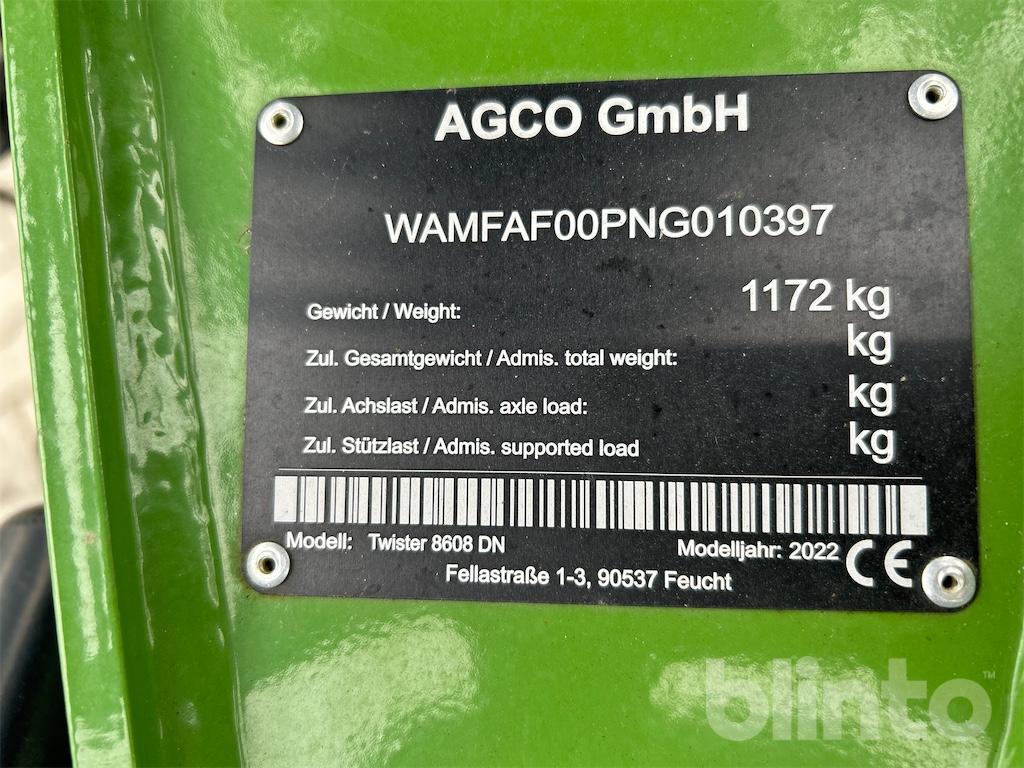 AGCO GmbH
WAMFAF00PNG010397
Gewicht / Weight: 1172 kg
Zul. Gesamtgewicht / Admis. total weight: kg
Zul. Achslast / Admis. axle load: kg
Zul. Stützlast / Admis. supported load kg
Modell: Twister 8608 DN Modelljahr: 2022 CE
Fellastraße 1-3, 90537 Feucht
blinto™